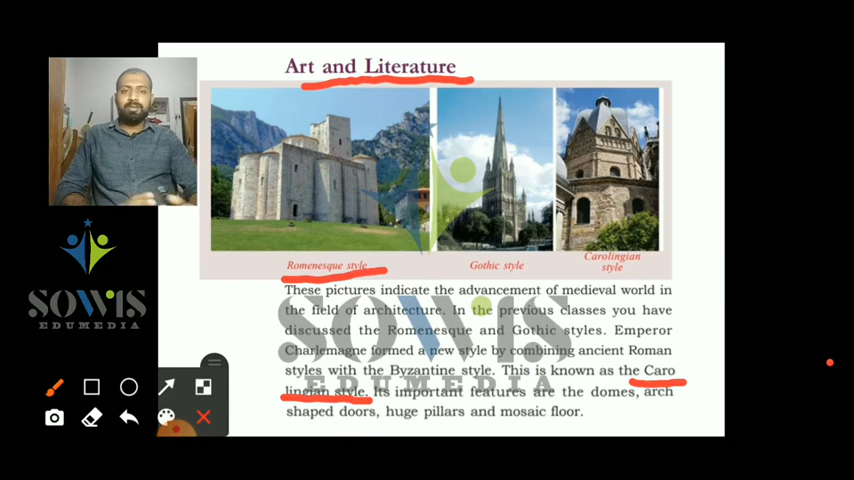 Art and Literature
Romenesque style
Gothic style
Carolingian
style
These pictures indicate the advancement of medieval world in
the field of architecture. In the previous classes you have
discussed the Romenesque and Gothic styles. Emperor
Charlemagne formed a new style by combining ancient Roman
styles with the Byzantine style. This is known as the Caro
lingian style. Its important features are the domes, arch
shaped doors, huge pillars and mosaic floor.
SOWIS
EDUMEDIA
SOWIS
EDUMEDIA